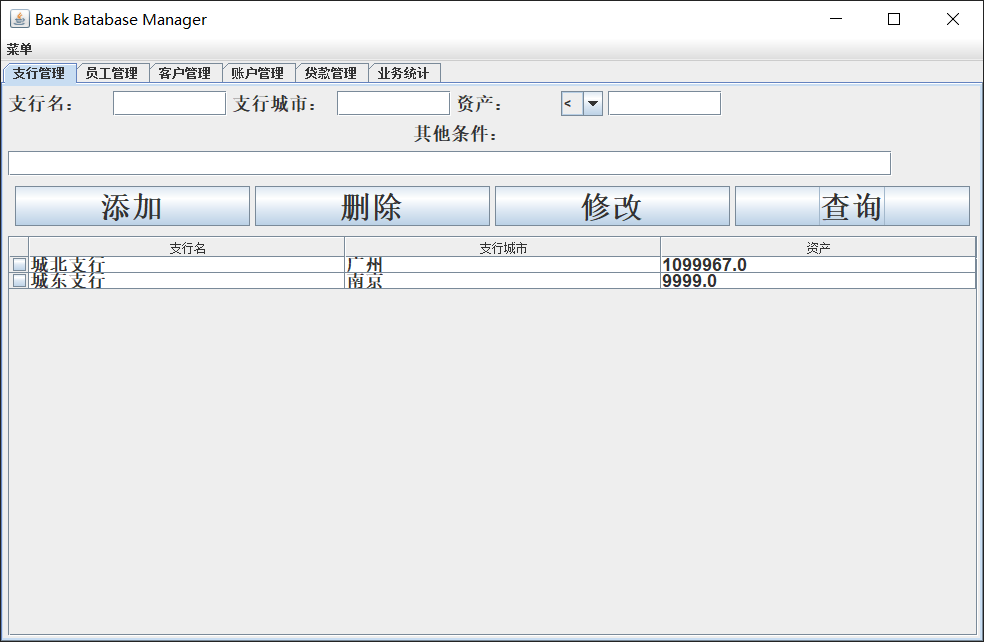 Bank Batabase Manager
菜单
支行管理 员工管理 客户管理 账户管理 贷款管理 业务统计
支行名： 支行城市： 资产： <
其他条件：
添加 删除 修改 查询
支行名 支行城市 资产
城北支行 广州 1099967.0
城东支行 南京 9999.0